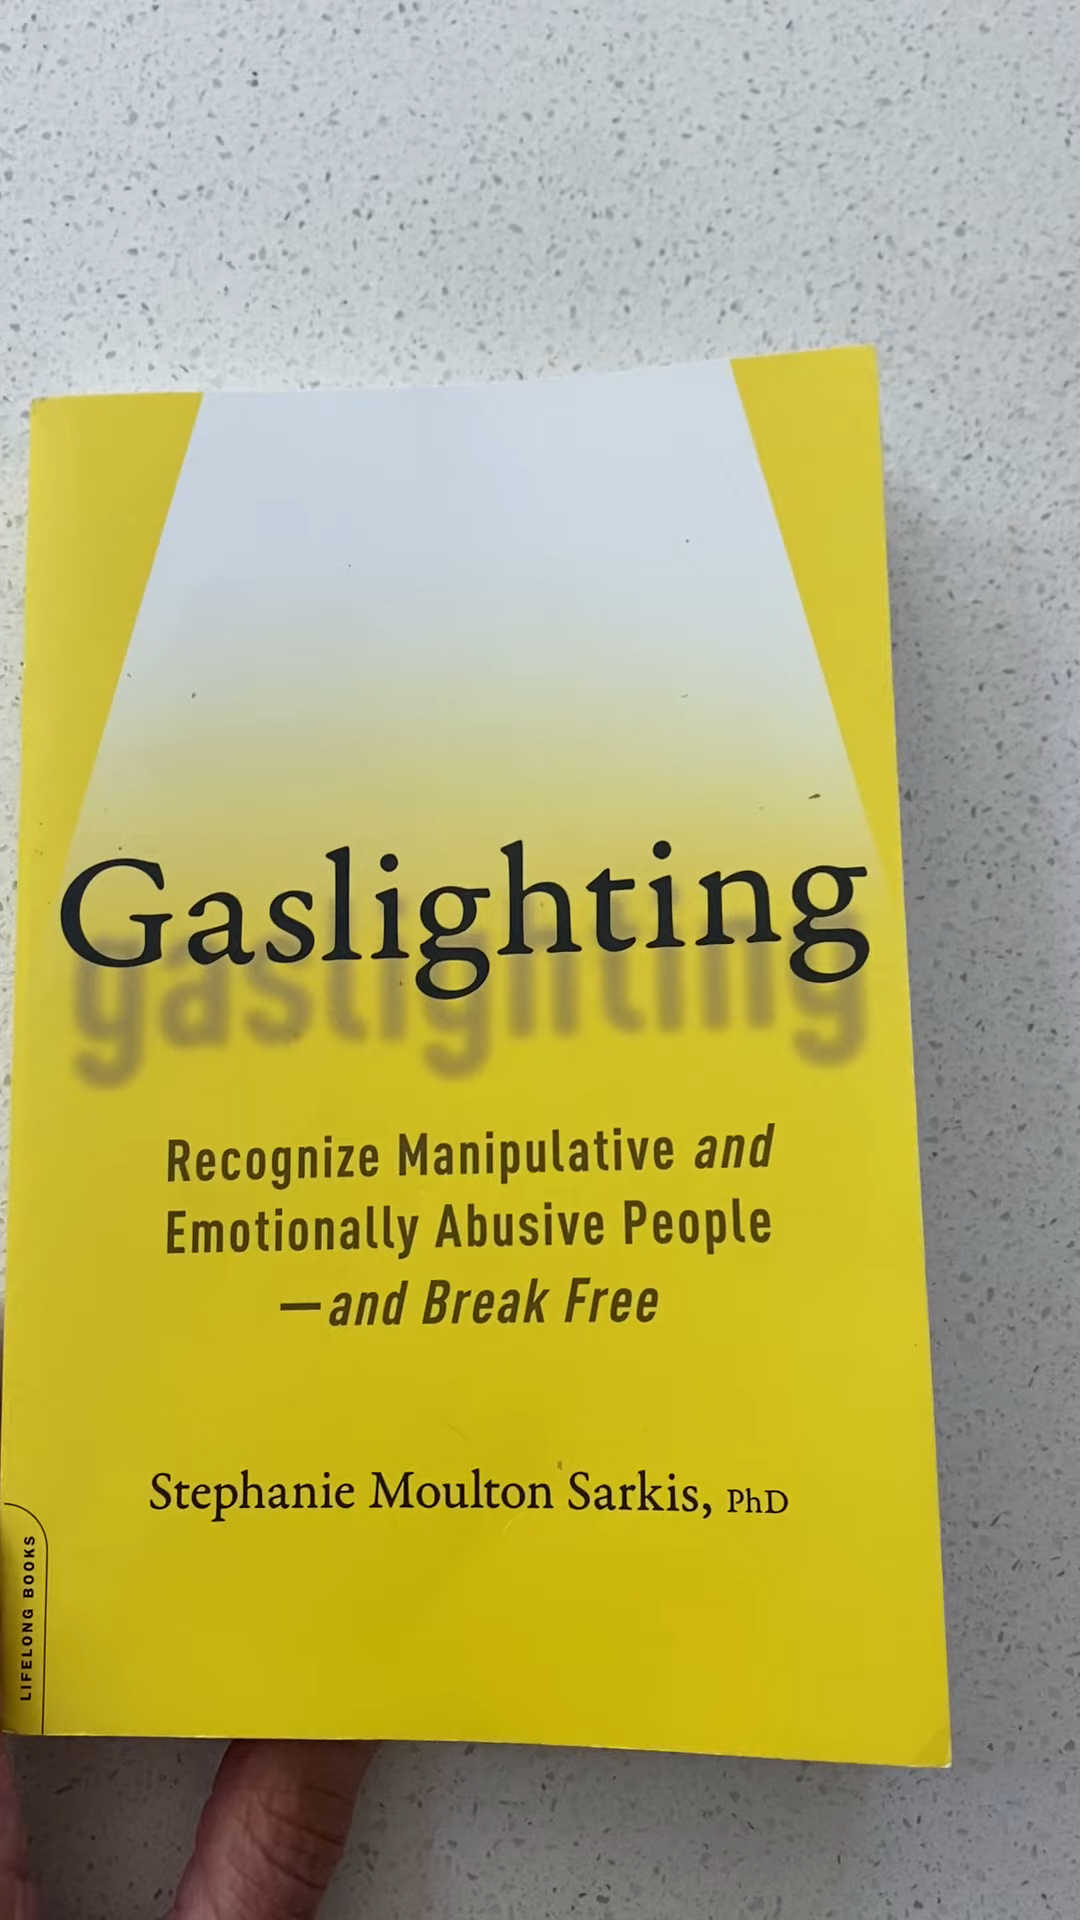 Gaslighting
gaslighting
Recognize Manipulative and
Emotionally Abusive People
—and Break Free
Stephanie Moulton Sarkis, PhD
LIFELONG BOOKS